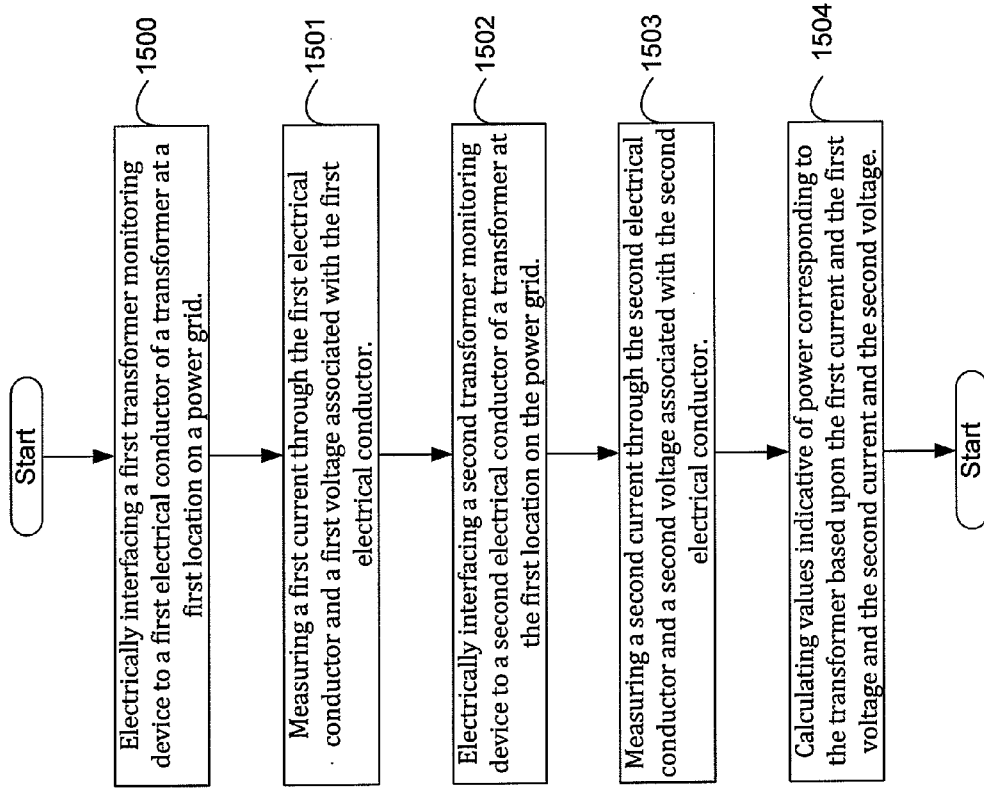 Start
Electrically interfacing a first transformer monitoring
device to a first electrical conductor of a transformer at a
first location on a power grid.
1500
Measuring a first current through the first electrical
conductor and a first voltage associated with the first
electrical conductor.
1501
Electrically interfacing a second transformer monitoring
device to a second electrical conductor of a transformer at
the first location on the power grid.
1502
Measuring a second current through the second electrical
conductor and a second voltage associated with the second
electrical conductor.
1503
Calculating values indicative of power corresponding to
the transformer based upon the first current and the first
voltage and the second current and the second voltage.
1504
Start